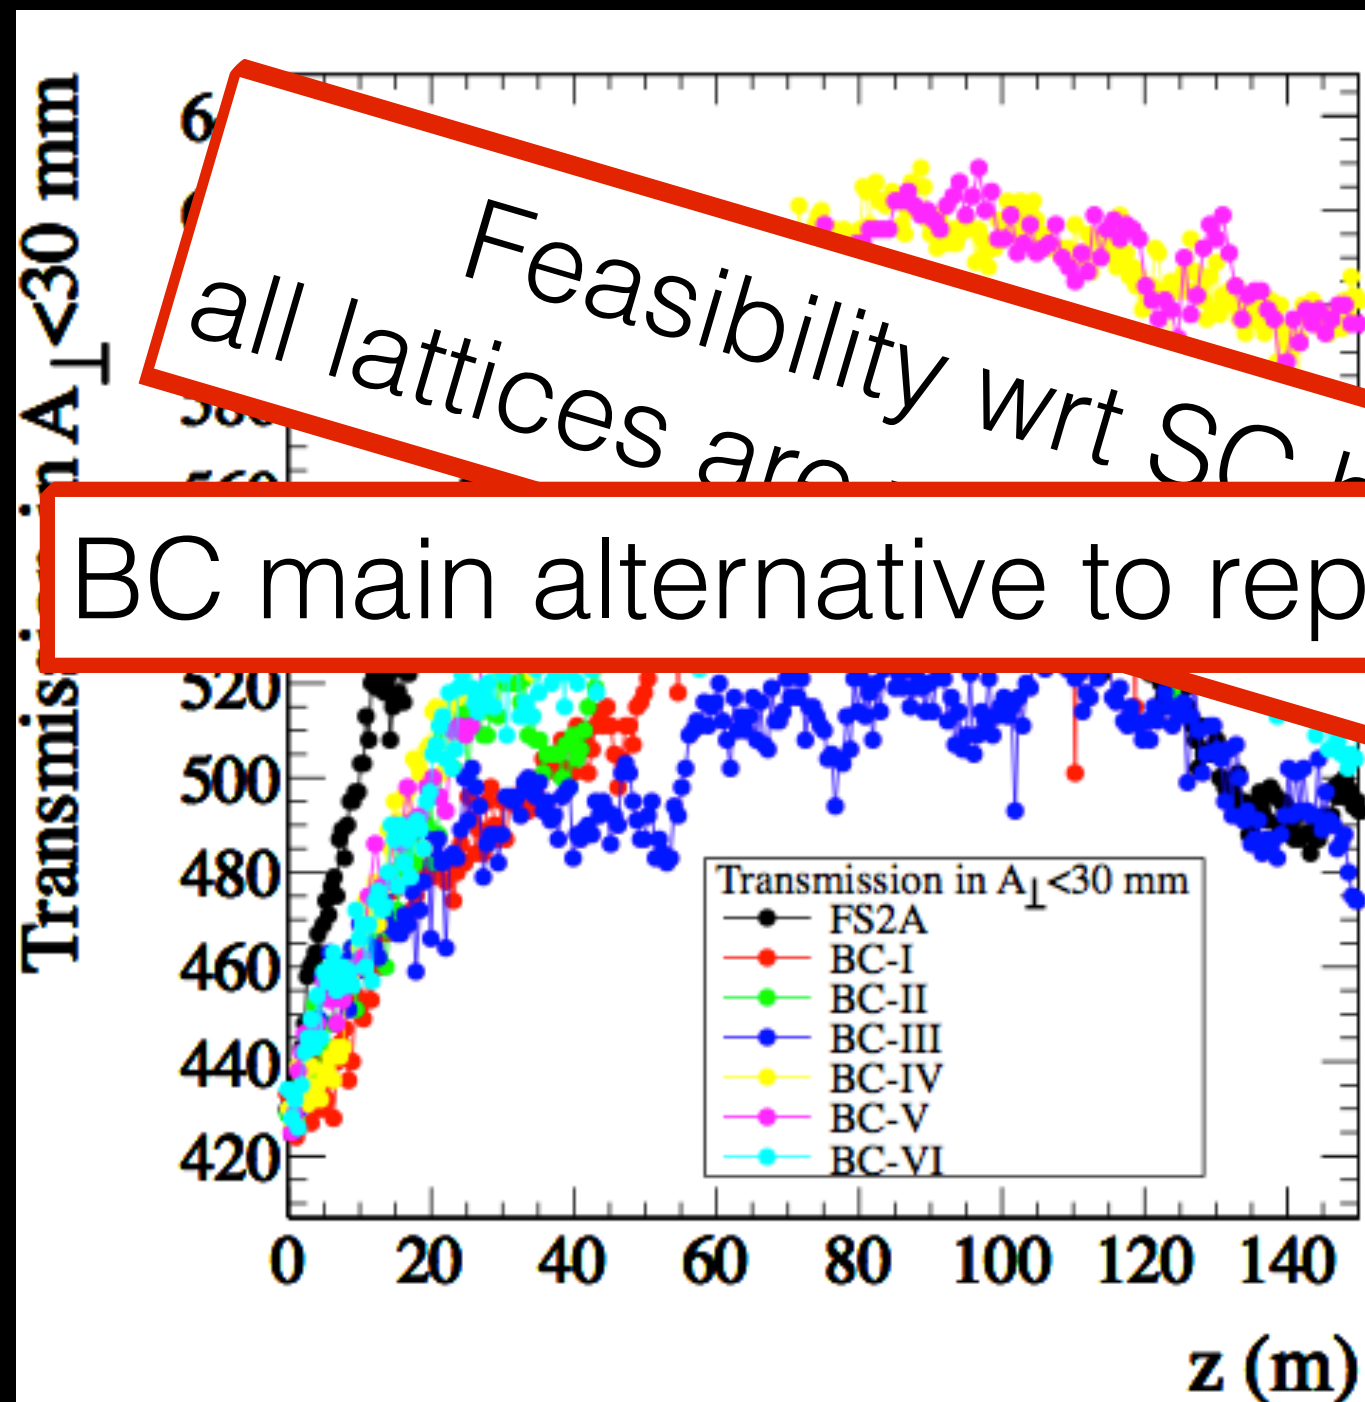 Feasibility wrt SC
all lattices are
BC main alternative to rep
in A⊥<30 mm
520
500
480
460
440
420
Transmission in A⊥<30 mm
FS2A
BC-I
BC-II
BC-III
BC-IV
BC-V
BC-VI
0 20 40 60 80 100 120 140
z (m)